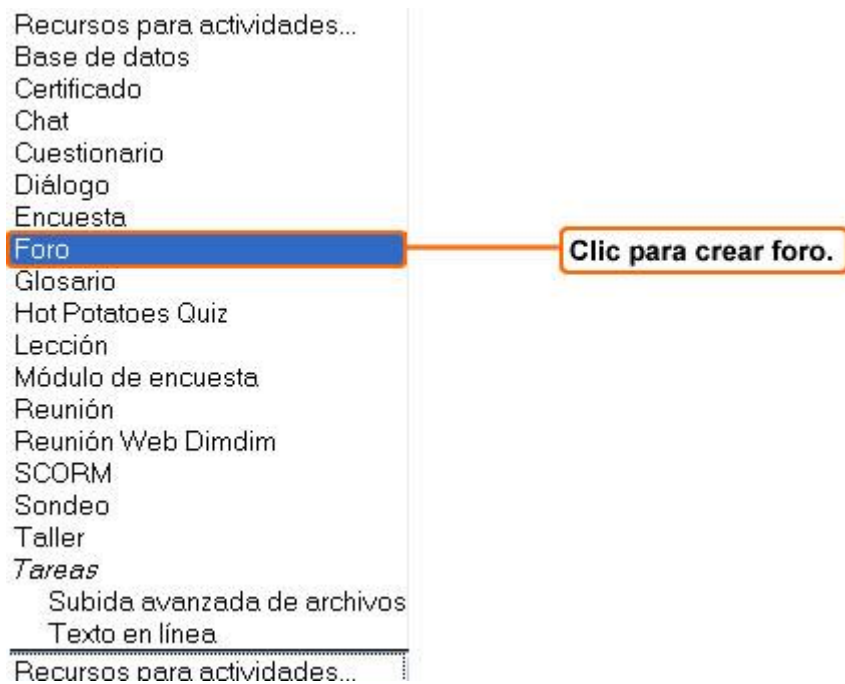 Recursos para actividades...
Base de datos
Certificado
Chat
Cuestionario
Diálogo
Encuesta
Foro
Clic para crear foro.
Glosario
Hot Potatoes Quiz
Lección
Módulo de encuesta
Reunión
Reunión Web Dimdim
SCORM
Sondeo
Taller
Tareas
Subida avanzada de archivos
Texto en línea
Recursos para actividades...